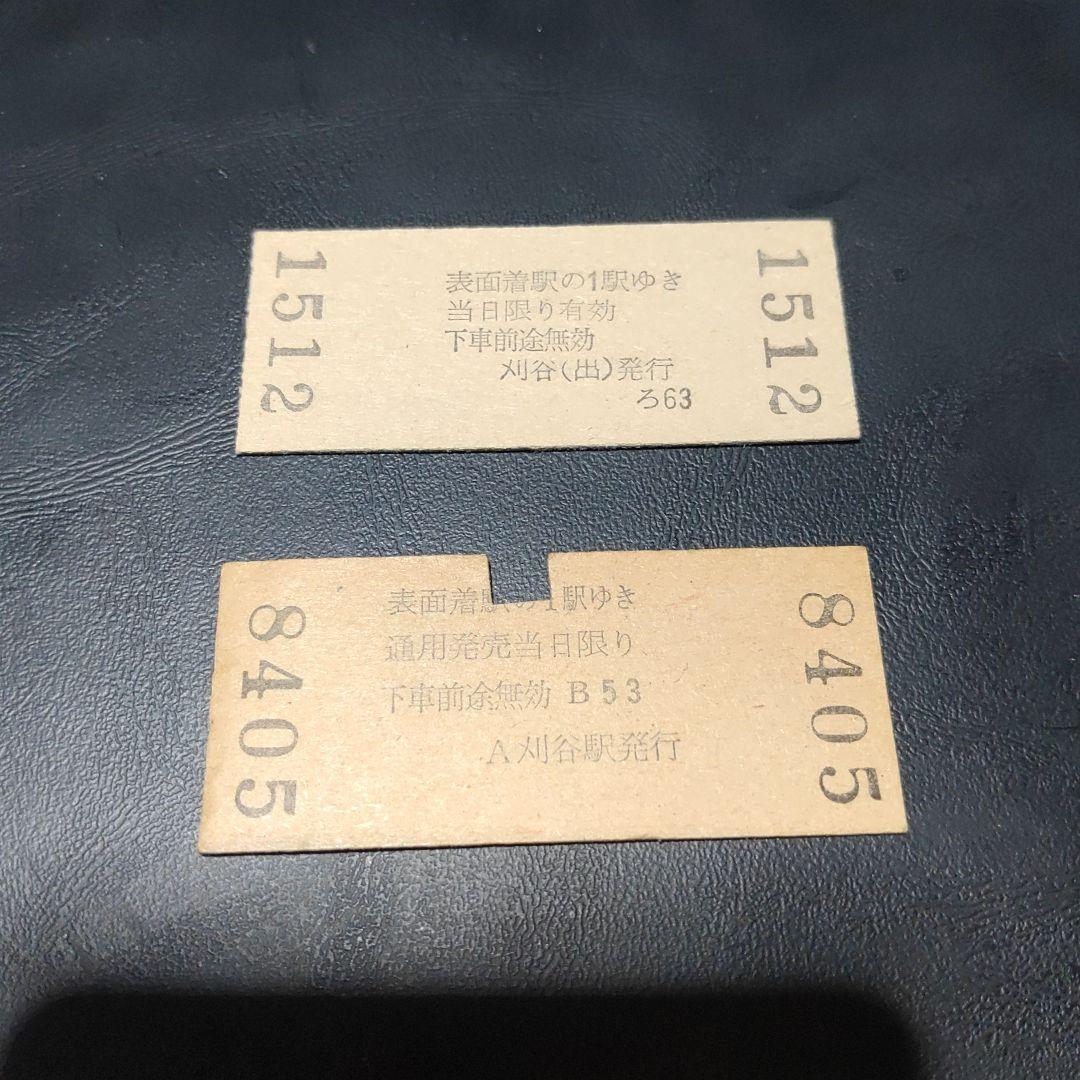 1512
表面着駅の1駅ゆき
当日限り有効
下車前途無効
刈谷(出)発行
ろ63
1512
8405
表面着駅の1駅ゆき
通用発売当日限り
下車前途無効 B53
A刈谷駅発行
8405